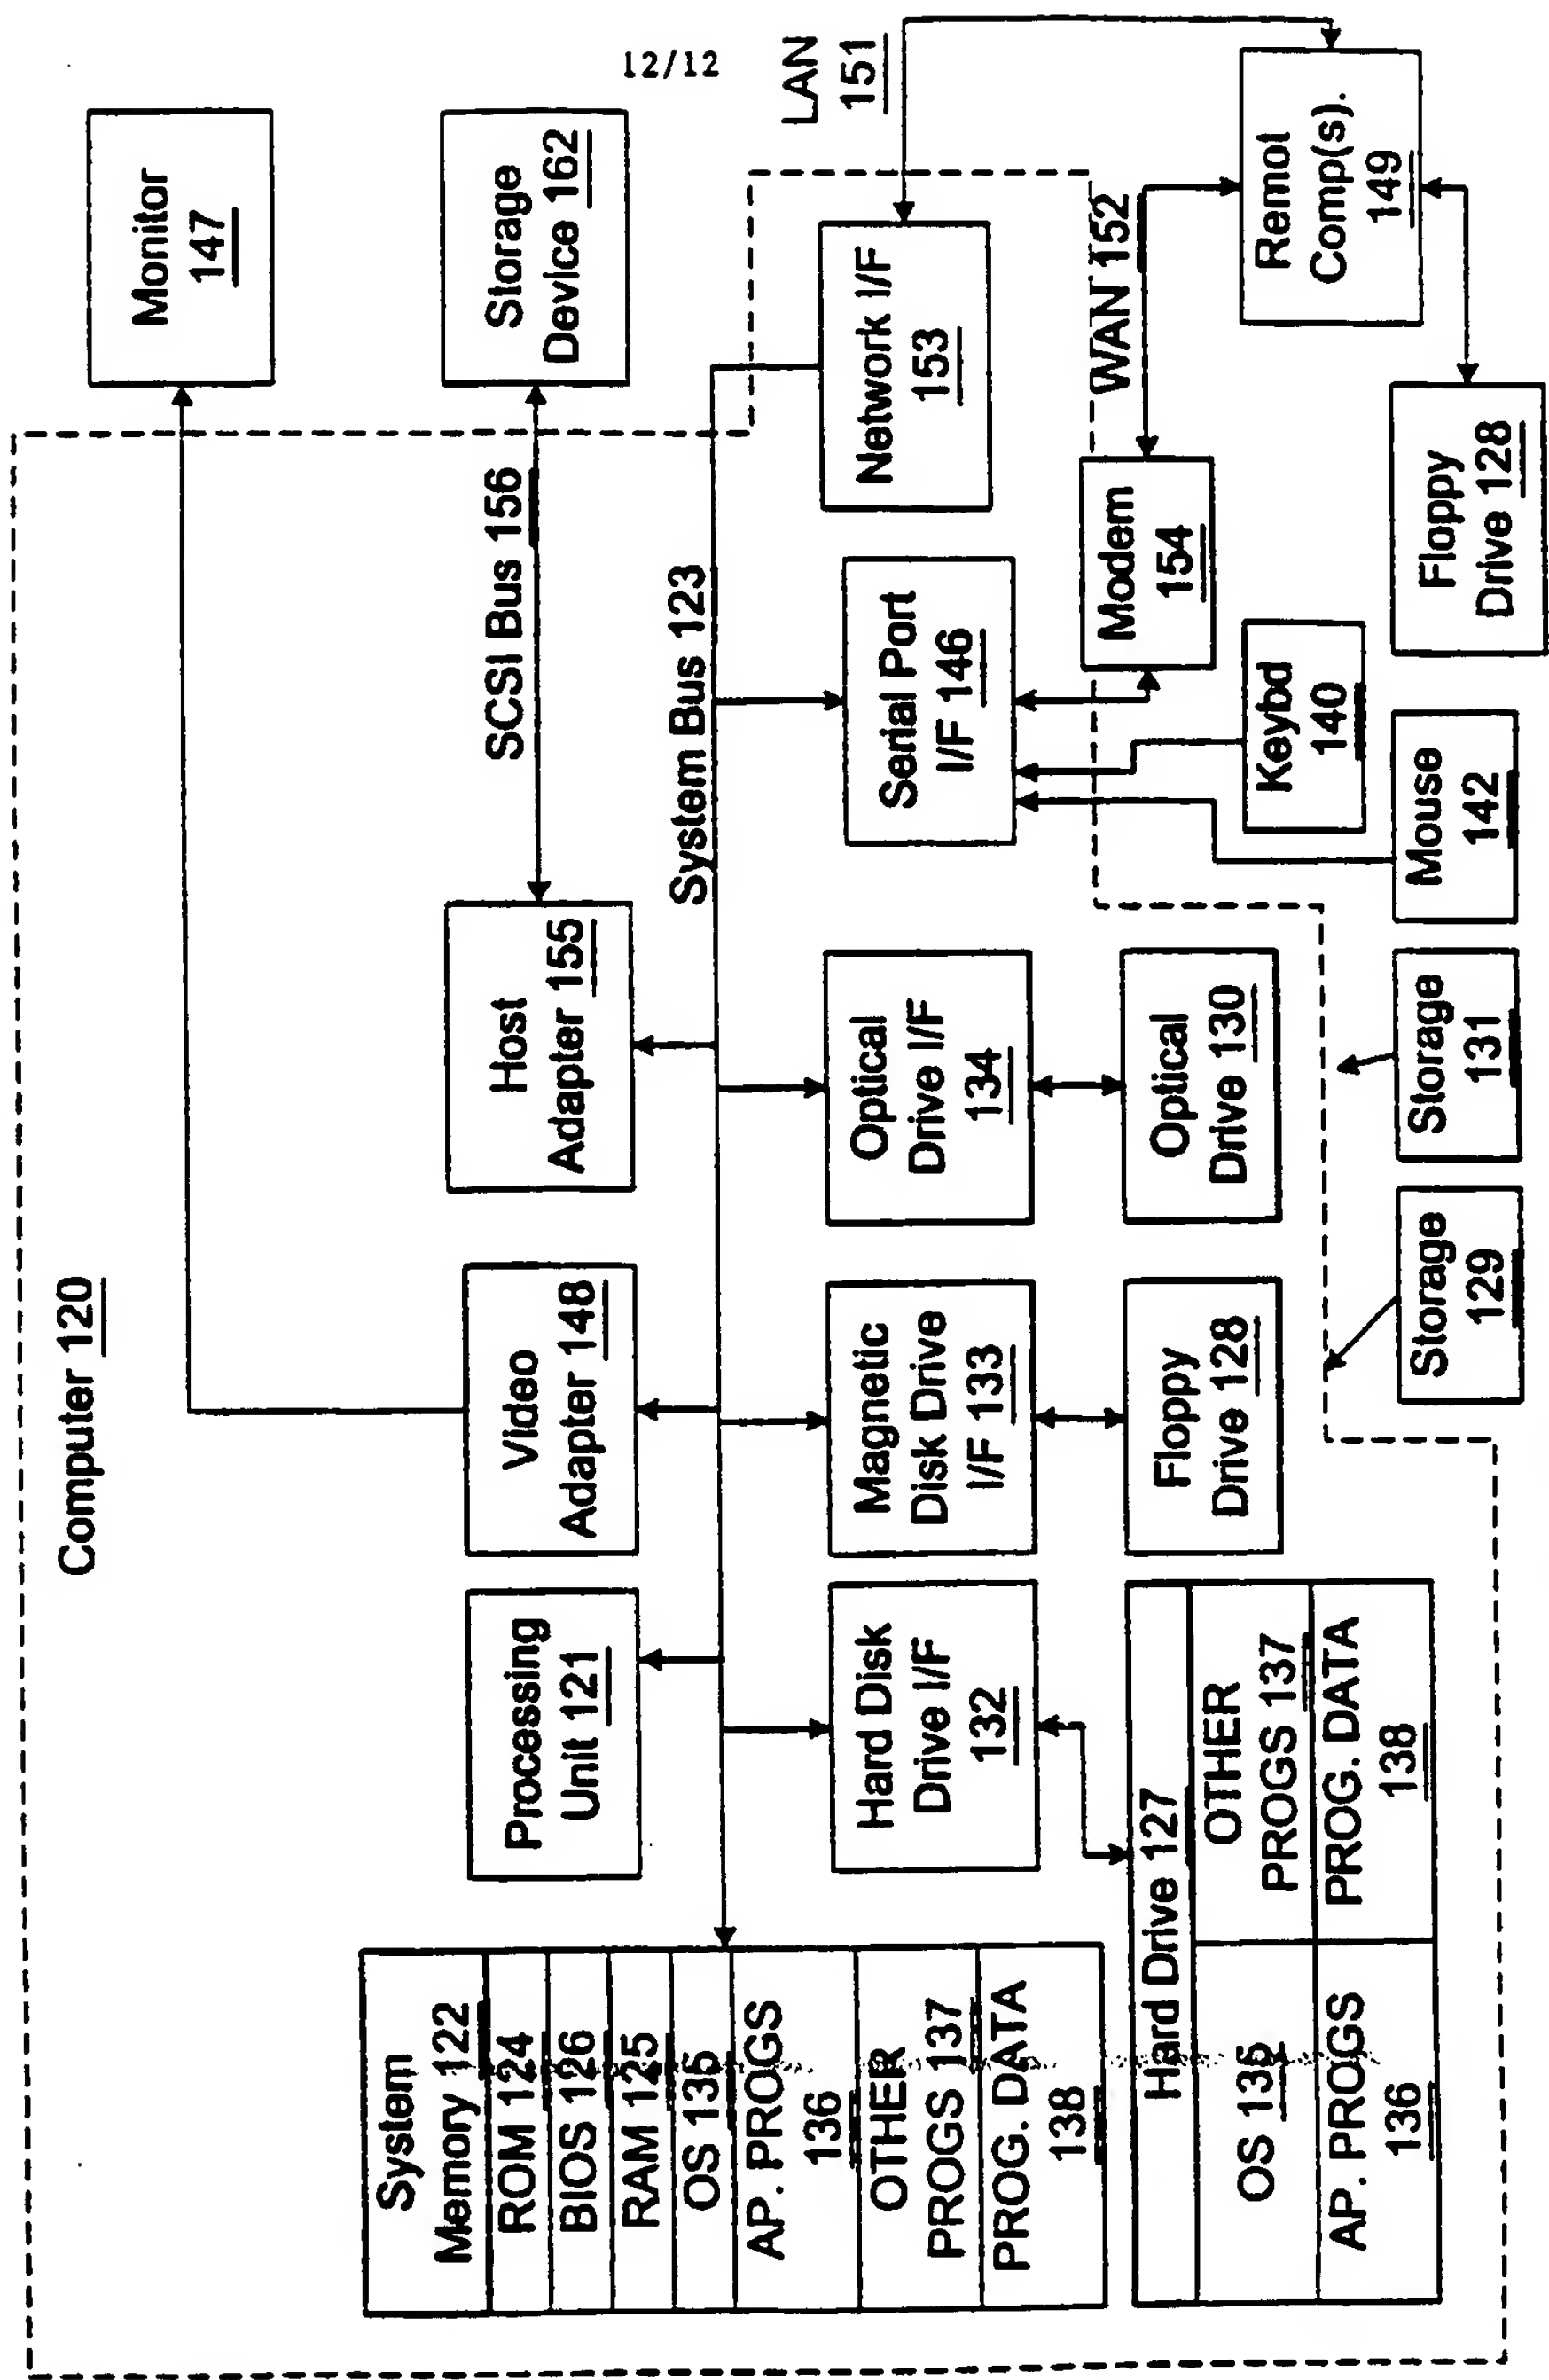 12/12
Computer 120
Monitor
147
Storage
Device 162
SCSI Bus 156
Host
Adapter 155
Video
Adapter 148
Processing
Unit 121
System
Memory 122
ROM 124
BIOS 126
RAM 125
OS 135
AP. PROGS
136
OTHER
PROGS 137
PROG. DATA
138
System Bus 123
Hard Disk
Drive I/F
132
Magnetic
Disk Drive
I/F 133
Optical
Drive I/F
134
Serial Port
I/F 146
Network I/F
153
LAN
151
Hard Drive 127
OS 135
OTHER
PROGS 137
AP. PROGS
136
PROG. DATA
138
Floppy
Drive 128
Optical
Drive 130
Modem
154
WAN 152
Remot
Comp(s).
149
Keybd
140
Storage
129
Storage
131
Mouse
142
Floppy
Drive 128